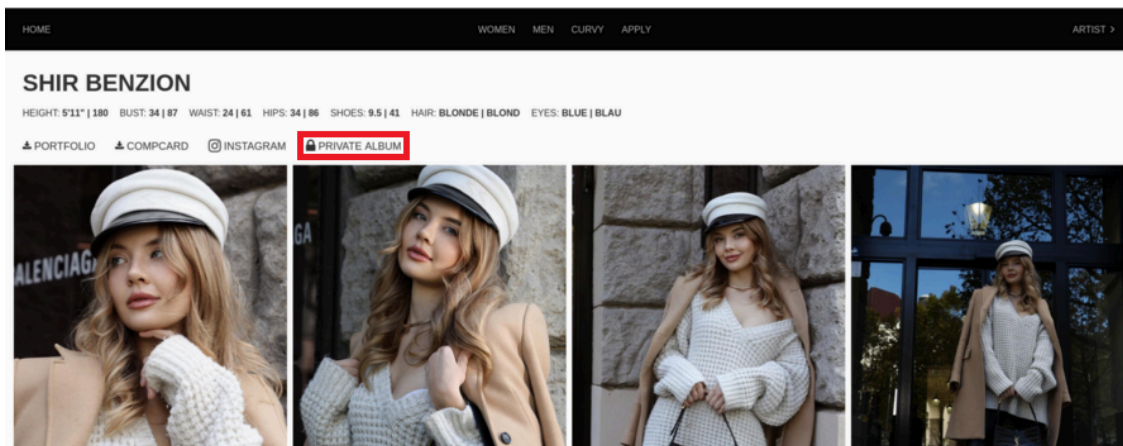 HOME WOMEN MEN CURVY APPLY ARTIST >
SHIR BENZION
HEIGHT: 5'11" | 180 BUST: 34 | 87 WAIST: 24 | 61 HIPS: 34 | 86 SHOES: 9.5 | 41 HAIR: BLONDE | BLOND EYES: BLUE | BLAU
PORTFOLIO COMPCARD INSTAGRAM PRIVATE ALBUM
ALENCIAGA
GA